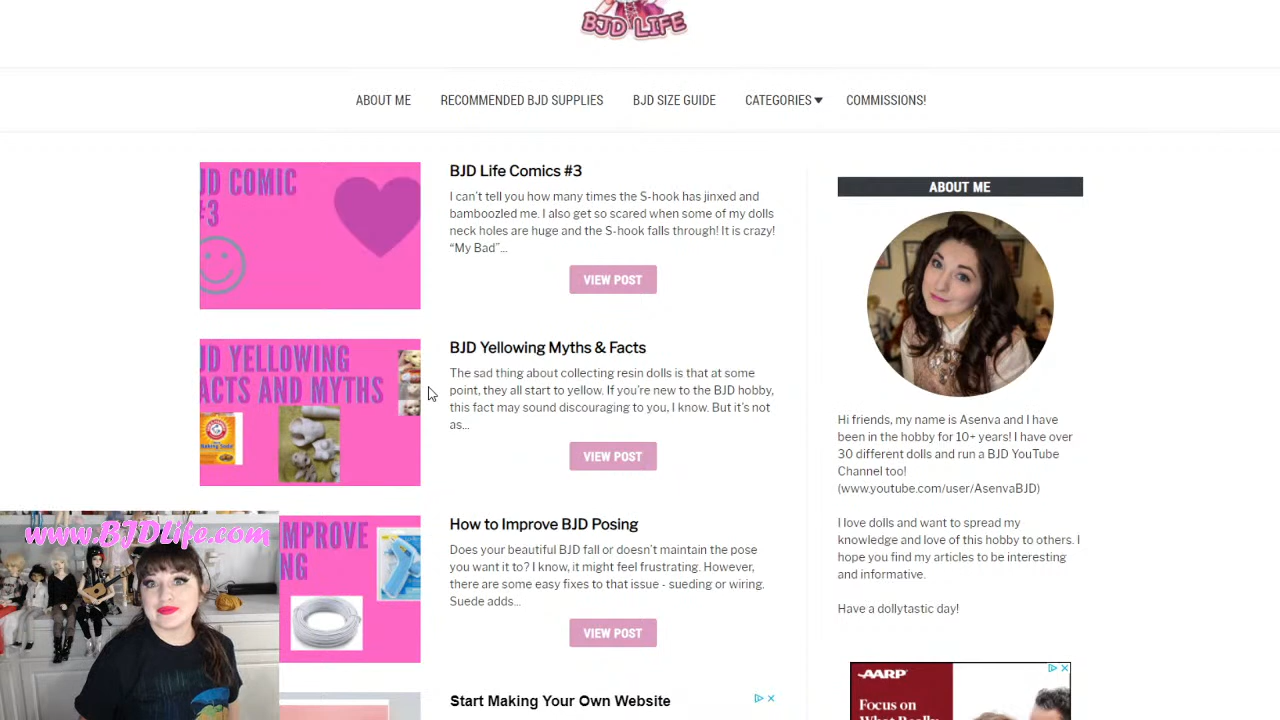 BJD LIFE
ABOUT ME
RECOMMENDED BJD SUPPLIES
BJD SIZE GUIDE
CATEGORIES
COMMISSIONS!
JD COMIC
#3
BJD Life Comics #3
I can't tell you how many times the S-hook has jinxed and
bamboozled me. I also get so scared when some of my dolls
neck holes are huge and the S-hook falls through! It is crazy!
“My Bad”...
VIEW POST
JD YELLOWING
ACTS AND MYTHS
ARM & HAMMER
Baking Soda
BJD Yellowing Myths & Facts
The sad thing about collecting resin dolls is that at some
point, they all start to yellow. If you're new to the BJD hobby,
this fact may sound discouraging to you, I know. But it's not
as...
VIEW POST
IMPROVE
NG
How to Improve BJD Posing
Does your beautiful BJD fall or doesn't maintain the pose
you want it to? I know, it might feel frustrating. However,
there are some easy fixes to that issue - sueding or wiring.
Suede adds...
VIEW POST
Start Making Your Own Website
ABOUT ME
Hi friends, my name is Asenva and I have
been in the hobby for 10+ years! I have over
30 different dolls and run a BJD YouTube
Channel too!
(www.youtube.com/user/AsenvaBJD)
I love dolls and want to spread my
knowledge and love of this hobby to others. I
hope you find my articles to be interesting
and informative.
Have a dollytastic day!
AARP
Focus on
What Really
www.BJDLife.com